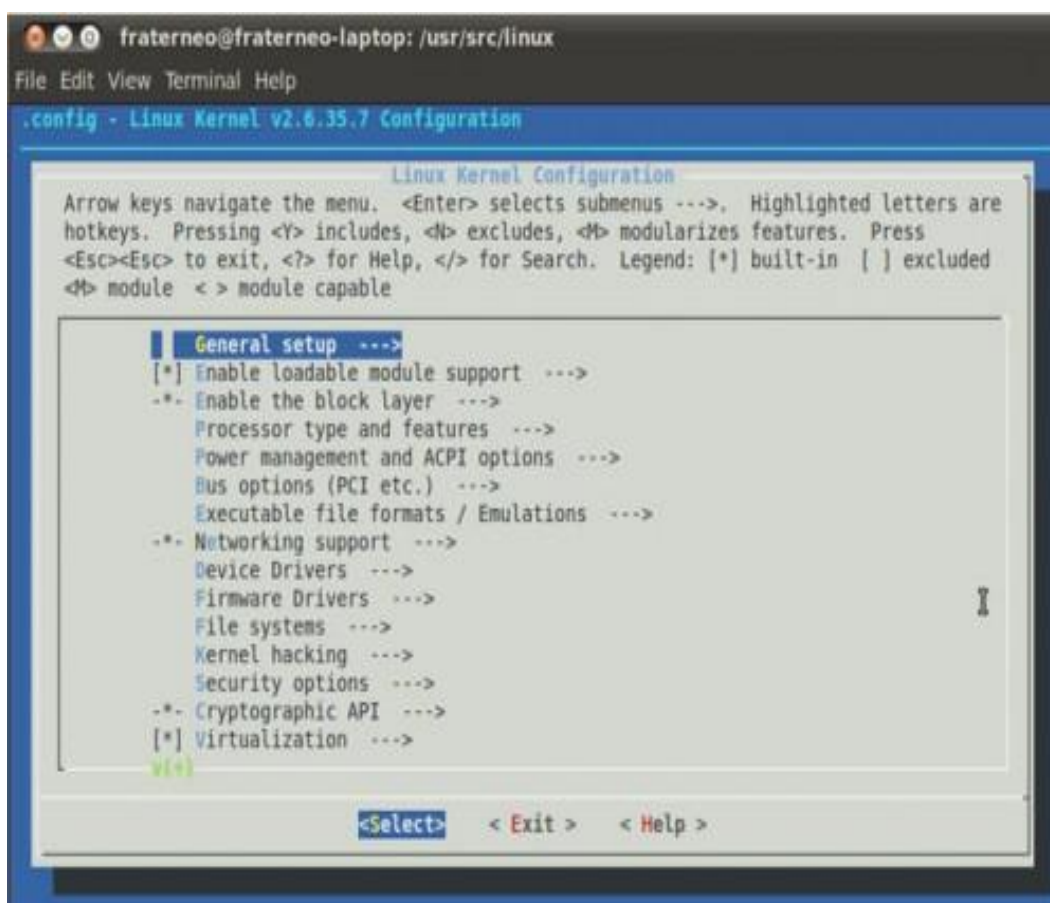 fraterneo@fraterneo-laptop: /usr/src/linux
File Edit View Terminal Help
.config - Linux Kernel v2.6.35.7 Configuration
Linux Kernel Configuration
Arrow keys navigate the menu. <Enter> selects submenus --->. Highlighted letters are
hotkeys. Pressing <Y> includes, <N> excludes, <M> modularizes features. Press
<Esc><Esc> to exit, <?> for Help, </> for Search. Legend: [*] built-in [ ] excluded
<M> module < > module capable
General setup --->
[*] Enable loadable module support --->
-*- Enable the block layer --->
Processor type and features --->
Power management and ACPI options --->
Bus options (PCI etc.) --->
Executable file formats / Emulations --->
-*- Networking support --->
Device Drivers --->
Firmware Drivers --->
File systems --->
Kernel hacking --->
Security options --->
-*- Cryptographic API --->
[*] Virtualization --->
v(+)
<Select> < Exit > < Help >